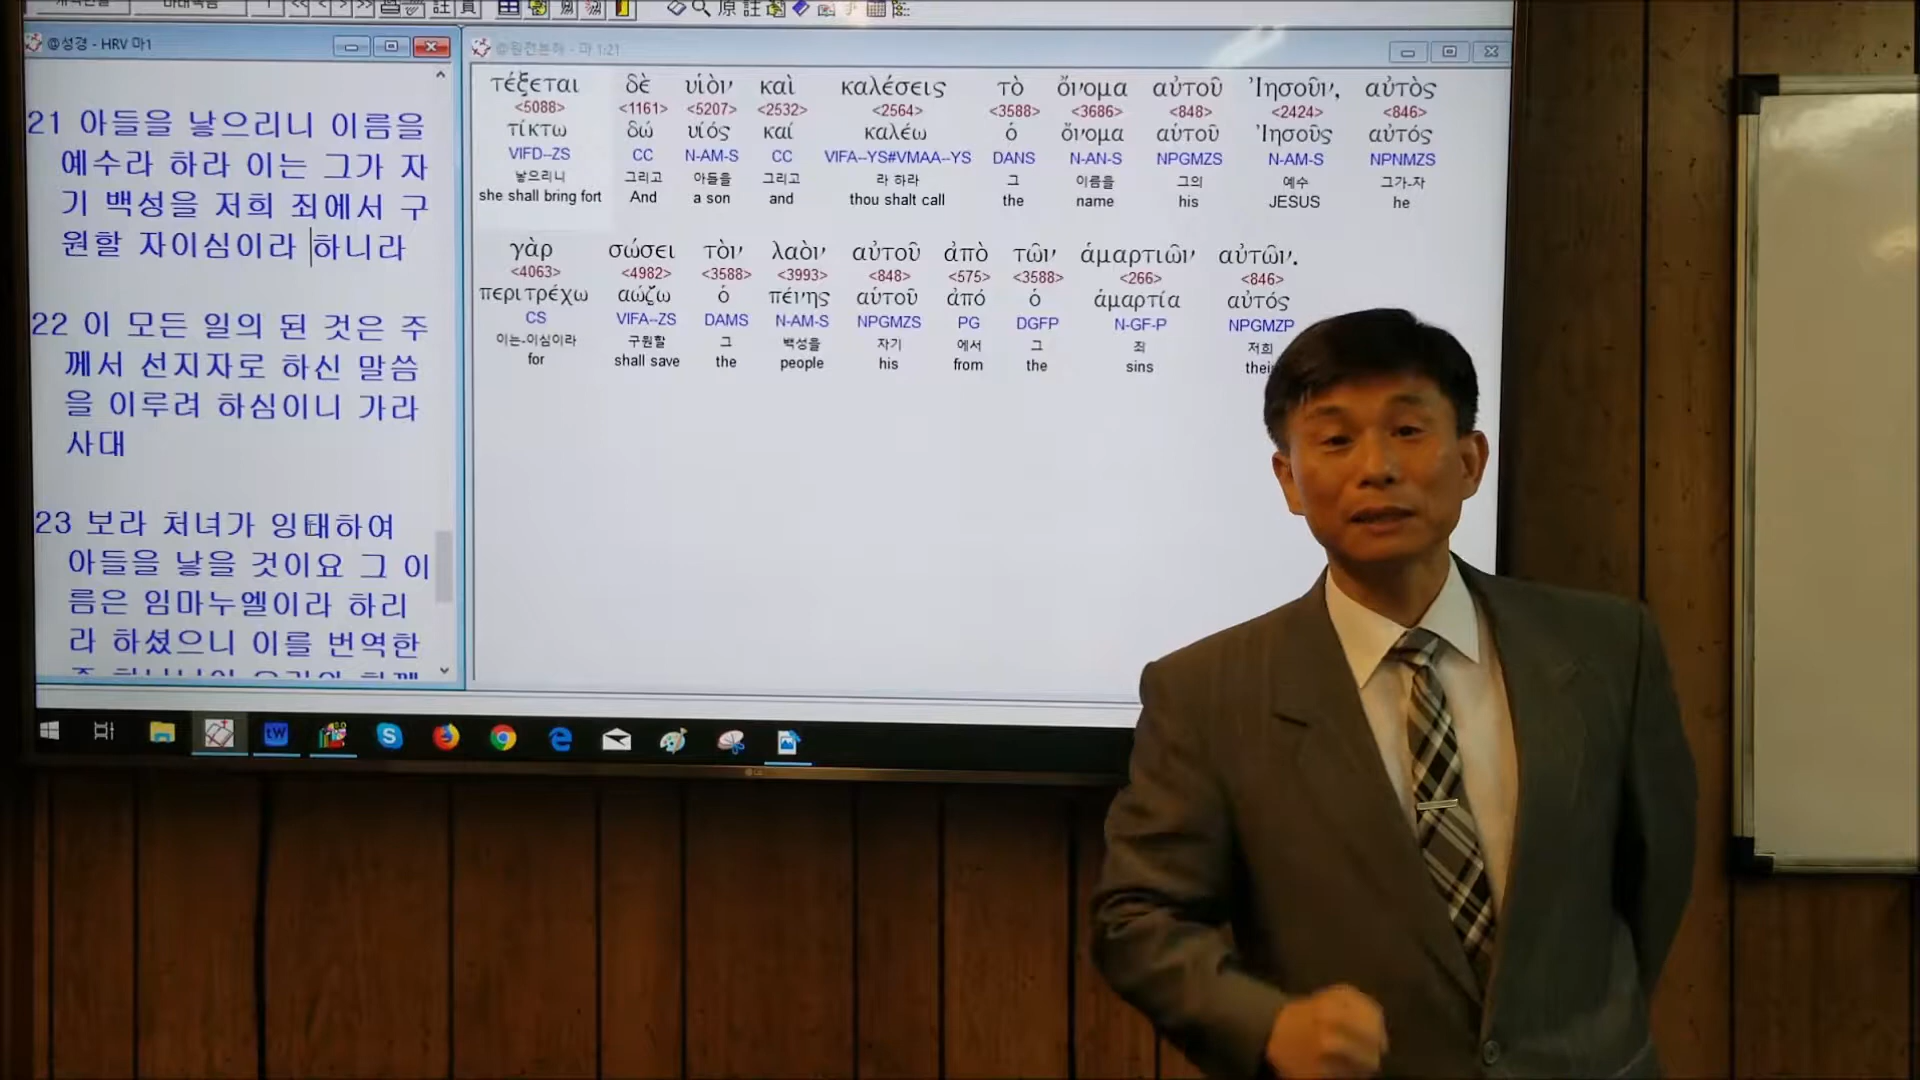 @성경 - HRV 마1
21 아들을 낳으리니 이름을
예수라 하라 이는 그가 자
기 백성을 저희 죄에서 구
원할 자이심이라 하니라
22 이 모든 일의 된 것은 주
께서 선지자로 하신 말씀
을 이루려 하심이니 가라
사대
23 보라 처녀가 잉태하여
아들을 낳을 것이요 그 이
름은 임마누엘이라 하리
라 하셨으니 이를 번역한
@원전분해 - 마 1:21
τέξεται δὲ υἱὸν καὶ καλέσεις τὸ ὄνομα αὐτοῦ Ἰησοῦν, αὐτὸς
<5088> <1161> <5207> <2532> <2564> <3588> <3686> <848> <2424> <846>
τίκτω δώ υἱός καί καλέω ὁ ὄνομα αὑτοῦ Ἰησοῦς αὐτός
VIFD--ZS CC N-AM-S CC VIFA--YS#VMAA--YS DANS N-AN-S NPGMZS N-AM-S NPNMZS
낳으리니 그리고 아들을 그리고 라 하라 그 이름을 그의 예수 그가-자
she shall bring fort And a son and thou shalt call the name his JESUS he
γὰρ σώσει τὸν λαὸν αὐτοῦ ἀπὸ τῶν ἁμαρτιῶν αὐτῶν.
<4063> <4982> <3588> <3993> <848> <575> <3588> <266> <846>
περιτρέχω αώζω ὁ πένης αὑτοῦ ἀπό ὁ ἁμαρτία αὐτός
CS VIFA--ZS DAMS N-AM-S NPGMZS PG DGFP N-GF-P NPGMZP
이는-이심이라 구원할 그 백성을 자기 에서 그 죄 저희
for shall save the people his from the sins their